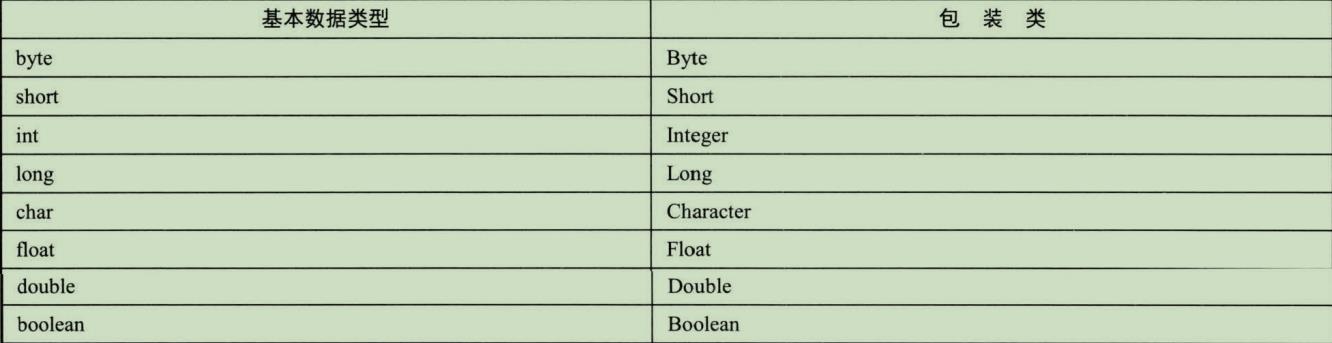 基本数据类型 包 装 类
byte Byte
short Short
int Integer
long Long
char Character
float Float
double Double
boolean Boolean